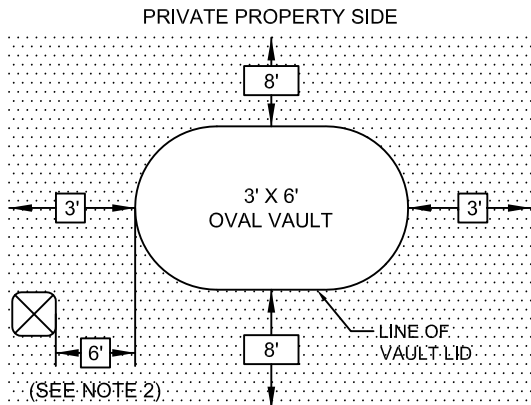 PRIVATE PROPERTY SIDE
8'
3' X 6'
OVAL VAULT
3'
3'
LINE OF
VAULT LID
6'
8'
(SEE NOTE 2)